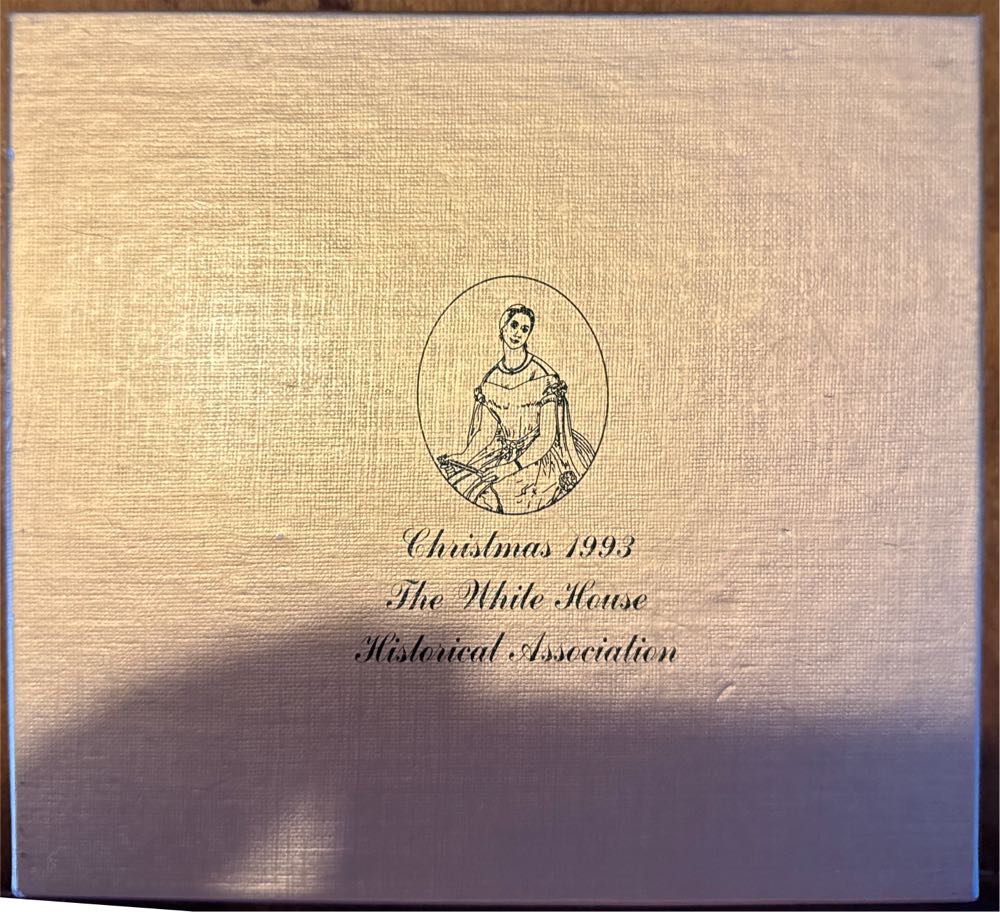 Christmas 1993
The White House
Historical Association